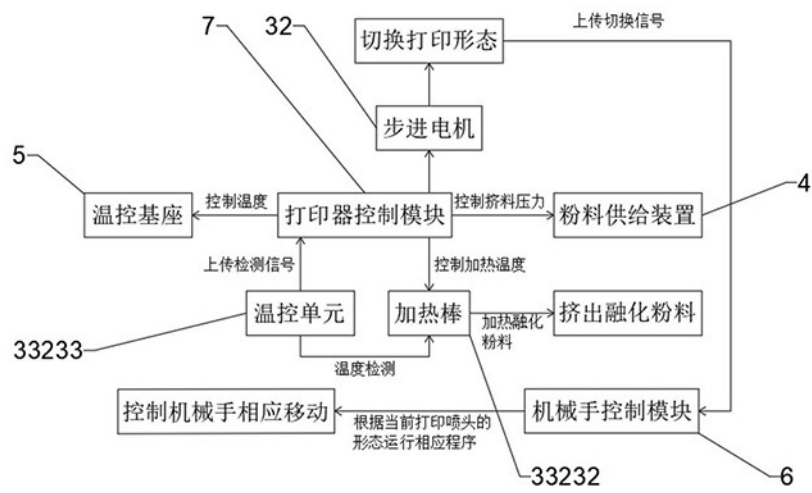 7
32
切换打印形态
上传切换信号
步进电机
5
4
温控基座
控制温度
打印器控制模块
控制挤料压力
粉料供给装置
上传检测信号
控制加热温度
温控单元
加热棒
加热融化
粉料
挤出融化粉料
33233
温度检测
控制机械手相应移动
根据当前打印喷头的
形态运行相应程序
机械手控制模块
33232
6